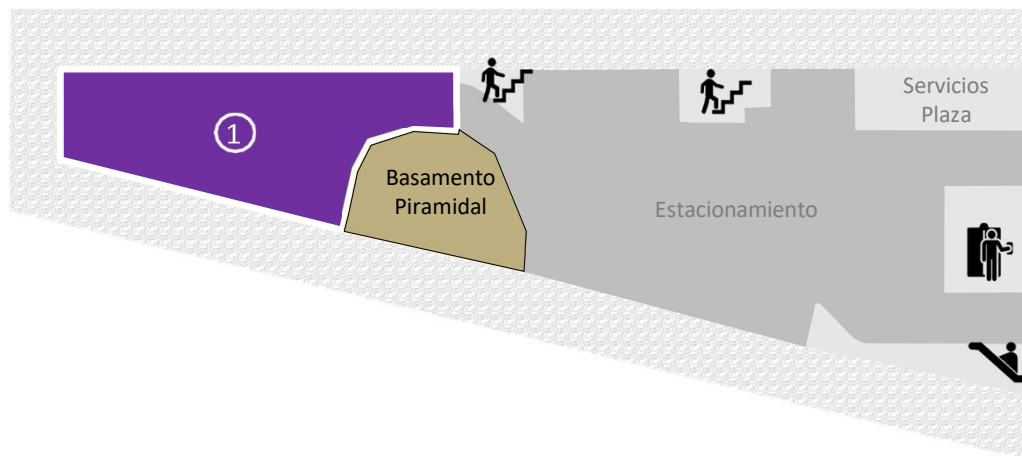 Servicios
Plaza
①
Basamento
Piramidal
Estacionamiento